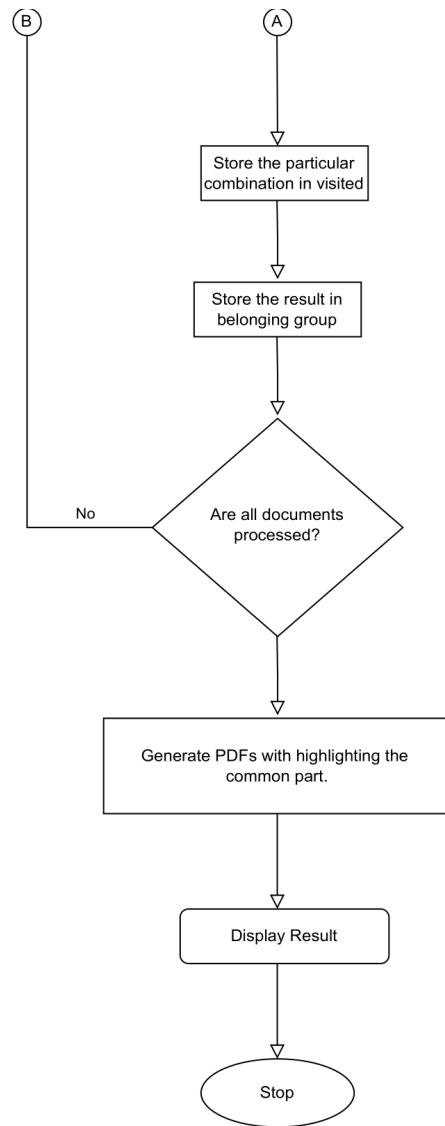 B
A
Store the particular
combination in visited
Store the result in
belonging group
Are all documents
processed?
No
Generate PDFs with highlighting the
common part.
Display Result
Stop